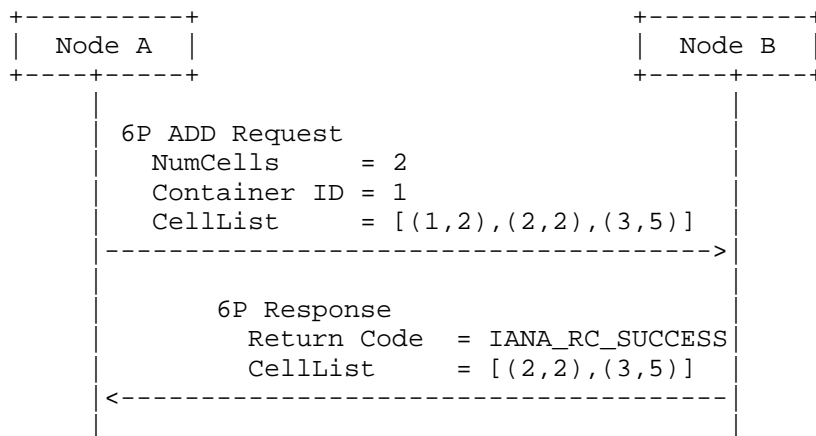 Node A Node B
6P ADD Request
NumCells = 2
Container ID = 1
CellList = [(1,2),(2,2),(3,5)]
6P Response
Return Code = IANA_RC_SUCCESS
CellList = [(2,2),(3,5)]